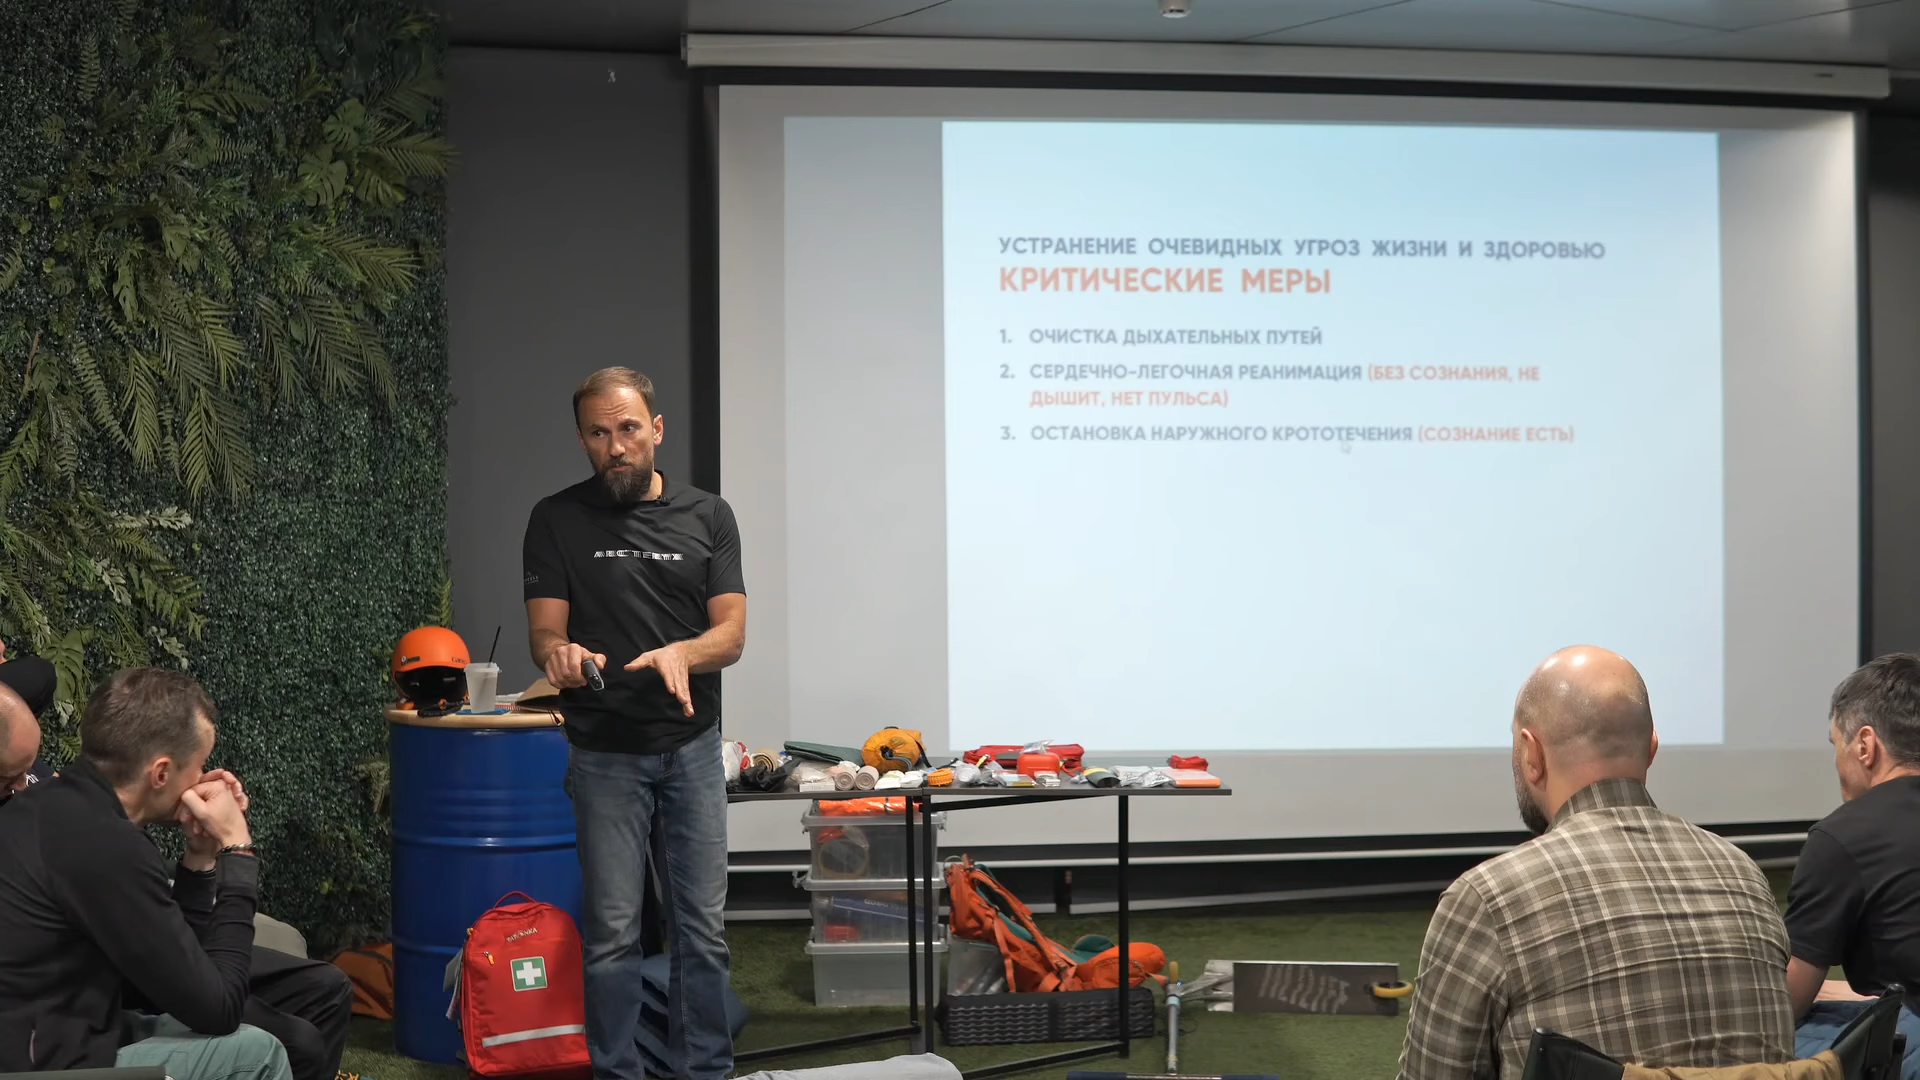 УСТРАНЕНИЕ ОЧЕВИДНЫХ УГРОЗ ЖИЗНИ И ЗДОРОВЬЮ
КРИТИЧЕСКИЕ МЕРЫ
1. ОЧИСТКА ДЫХАТЕЛЬНЫХ ПУТЕЙ
2. СЕРДЕЧНО-ЛЕГОЧНАЯ РЕАНИМАЦИЯ (БЕЗ СОЗНАНИЯ, НЕ
ДЫШИТ, НЕТ ПУЛЬСА)
3. ОСТАНОВКА НАРУЖНОГО КРОТОТЕЧЕНИЯ (СОЗНАНИЕ ЕСТЬ)
ARC'TERYX
TATONKA